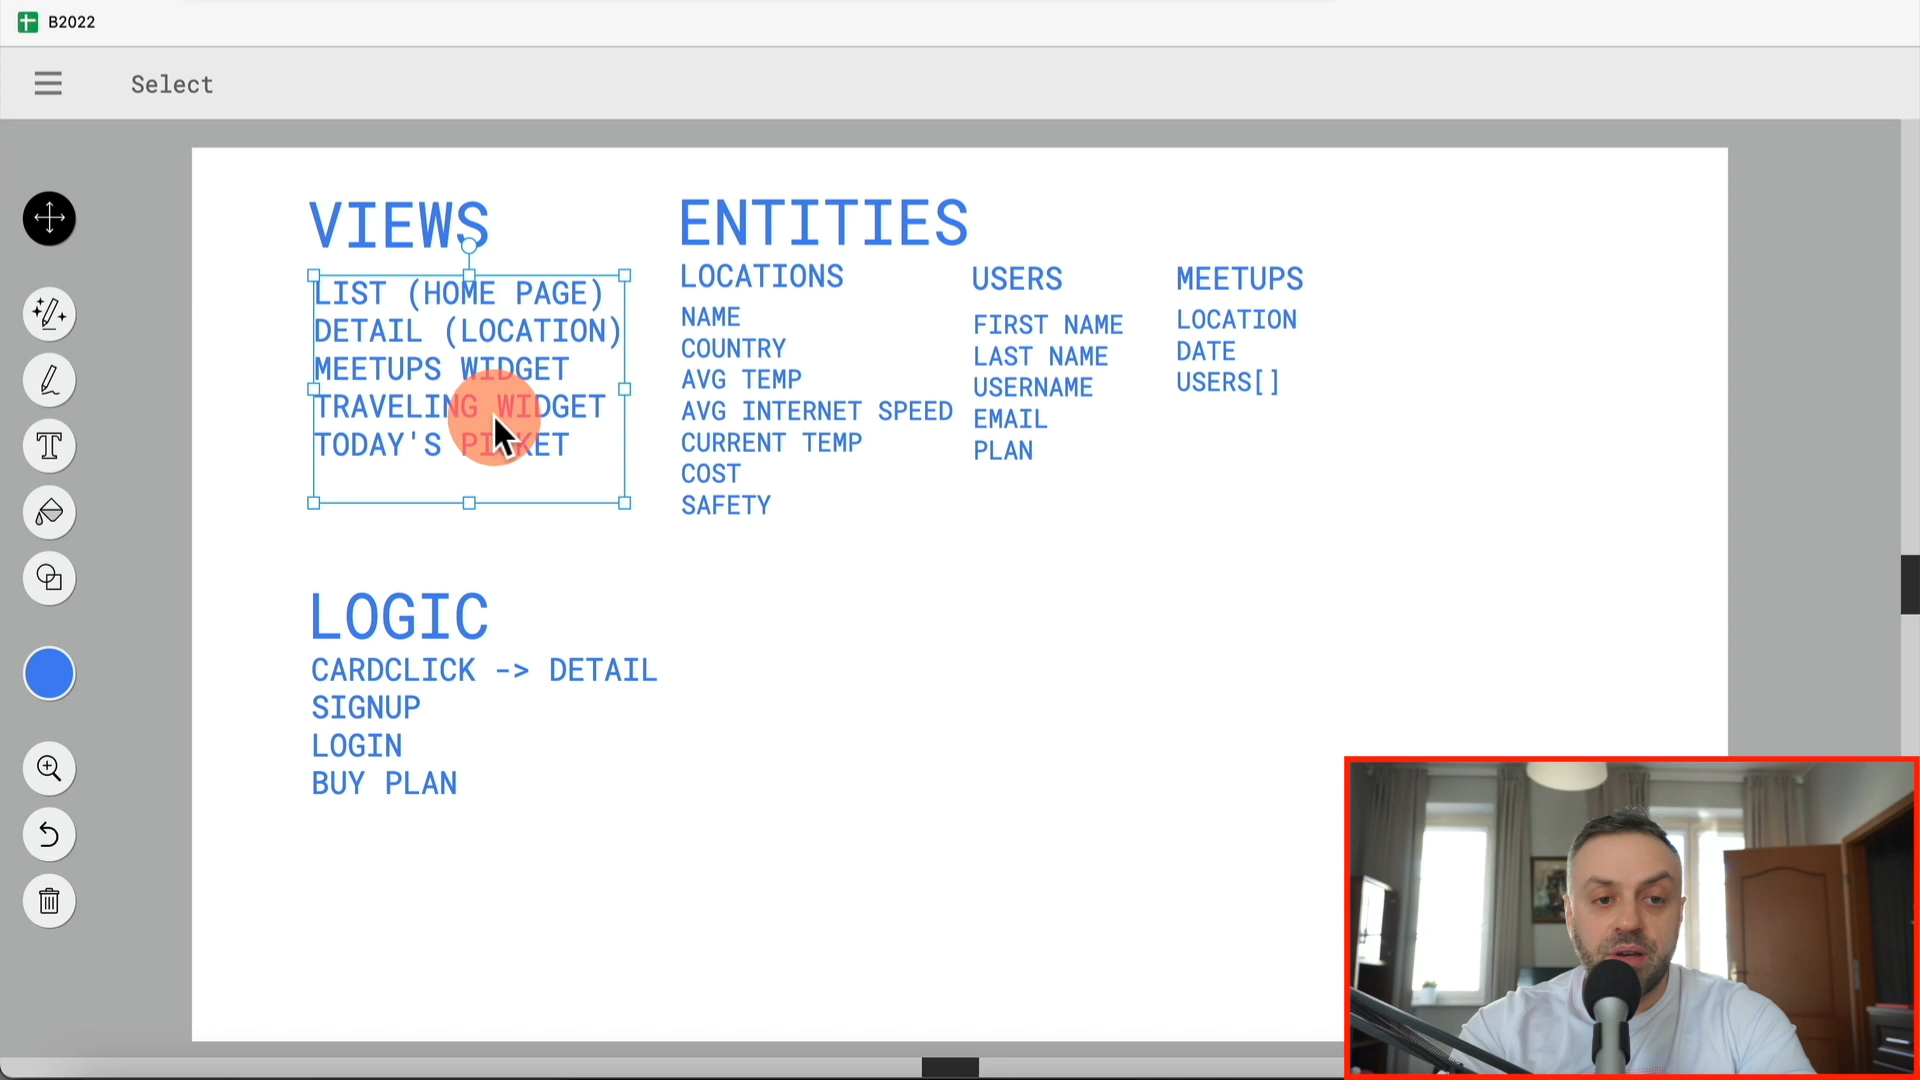 B2022
Select
VIEWS
LIST (HOME PAGE)
DETAIL (LOCATION)
MEETUPS WIDGET
TRAVELING WIDGET
TODAY'S PICKET
ENTITIES
LOCATIONS
NAME
COUNTRY
AVG TEMP
AVG INTERNET SPEED
CURRENT TEMP
COST
SAFETY
USERS
FIRST NAME
LAST NAME
USERNAME
EMAIL
PLAN
MEETUPS
LOCATION
DATE
USERS[]
LOGIC
CARDCLICK -> DETAIL
SIGNUP
LOGIN
BUY PLAN